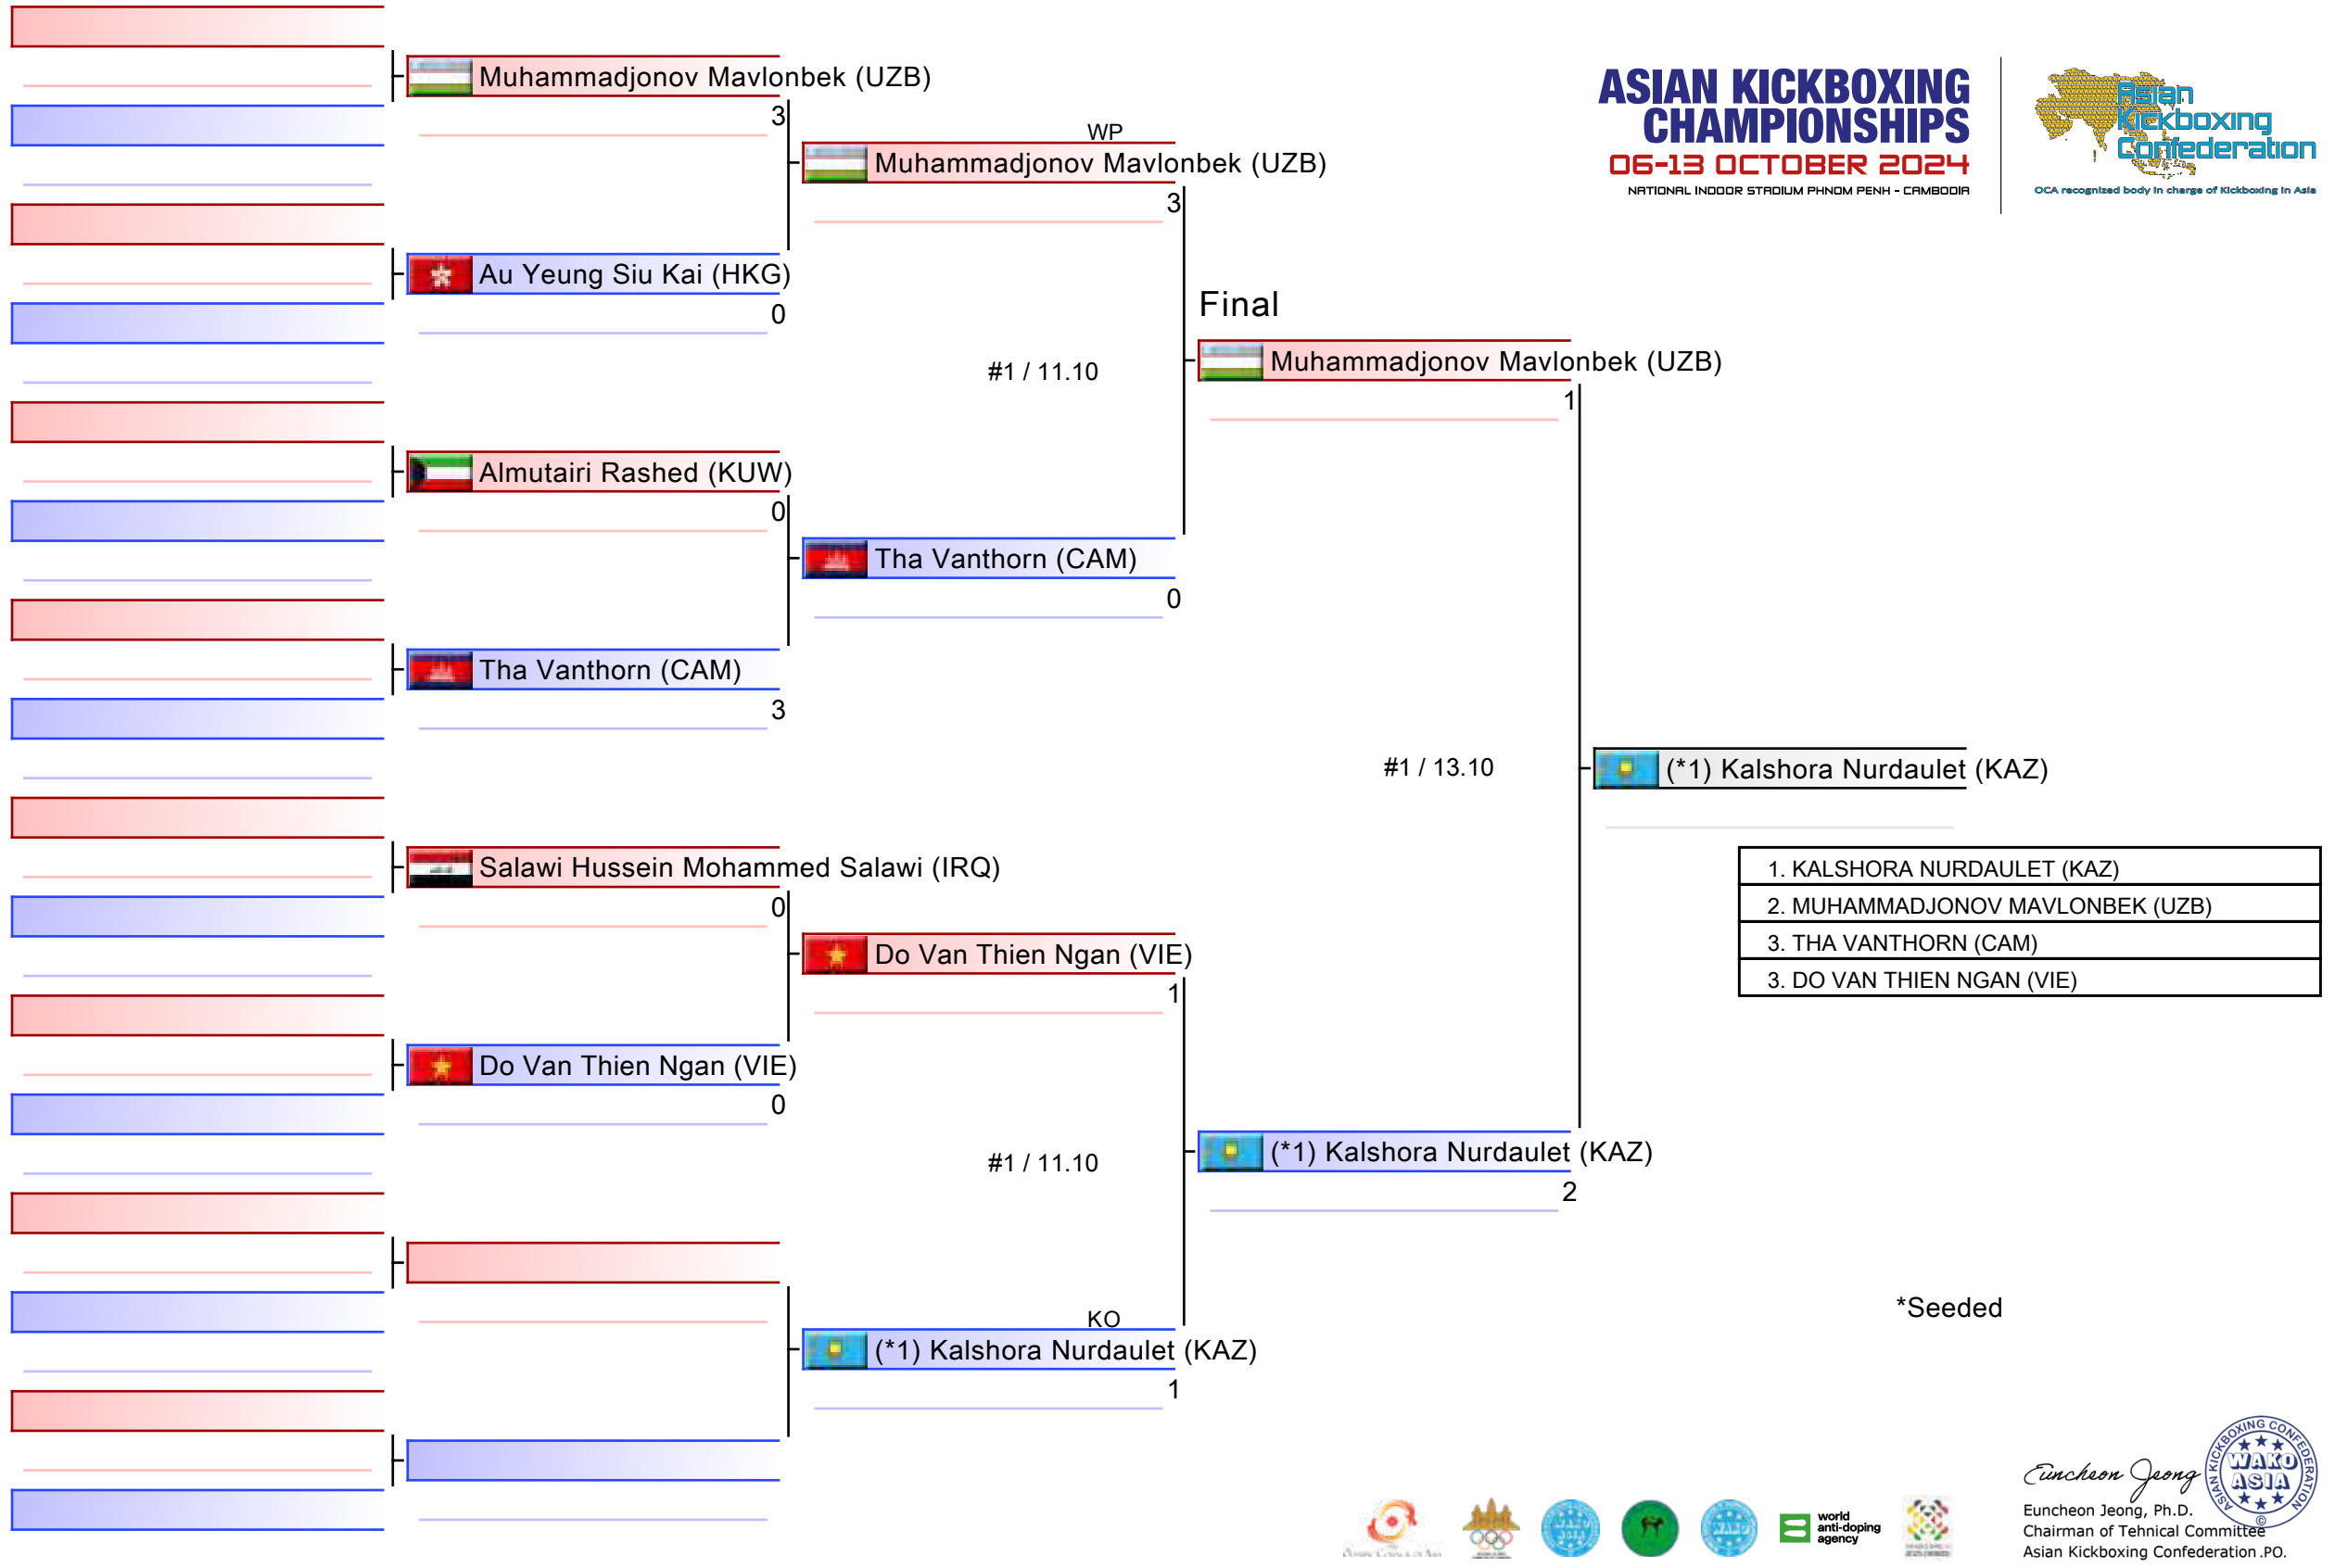 ASIAN KICKBOXING
CHAMPIONSHIPS
06-13 OCTOBER 2024
NATIONAL INDOOR STADIUM PHNOM PENH - CAMBODIA
Asian
Kickboxing
Confederation
OCA recognized body in charge of Kickboxing in Asia
Muhammadjonov Mavlonbek (UZB)
3
Au Yeung Siu Kai (HKG)
0
Almutairi Rashed (KUW)
0
Tha Vanthorn (CAM)
3
Salawi Hussein Mohammed Salawi (IRQ)
0
Do Van Thien Ngan (VIE)
0
WP
Muhammadjonov Mavlonbek (UZB)
3
#1 / 11.10
Tha Vanthorn (CAM)
0
Do Van Thien Ngan (VIE)
1
#1 / 11.10
KO
(*1) Kalshora Nurdaulet (KAZ)
1
Final
Muhammadjonov Mavlonbek (UZB)
1
#1 / 13.10
(*1) Kalshora Nurdaulet (KAZ)
2
(*1) Kalshora Nurdaulet (KAZ)
1. KALSHORA NURDAULET (KAZ)
2. MUHAMMADJONOV MAVLONBEK (UZB)
3. THA VANTHORN (CAM)
3. DO VAN THIEN NGAN (VIE)
*Seeded
world
anti-doping
agency
Euncheon Jeong
ASIAN KICKBOXING CONFEDERATION
WAKO
ASIA
©
Euncheon Jeong, Ph.D.
Chairman of Tehnical Committee
Asian Kickboxing Confederation.PO.